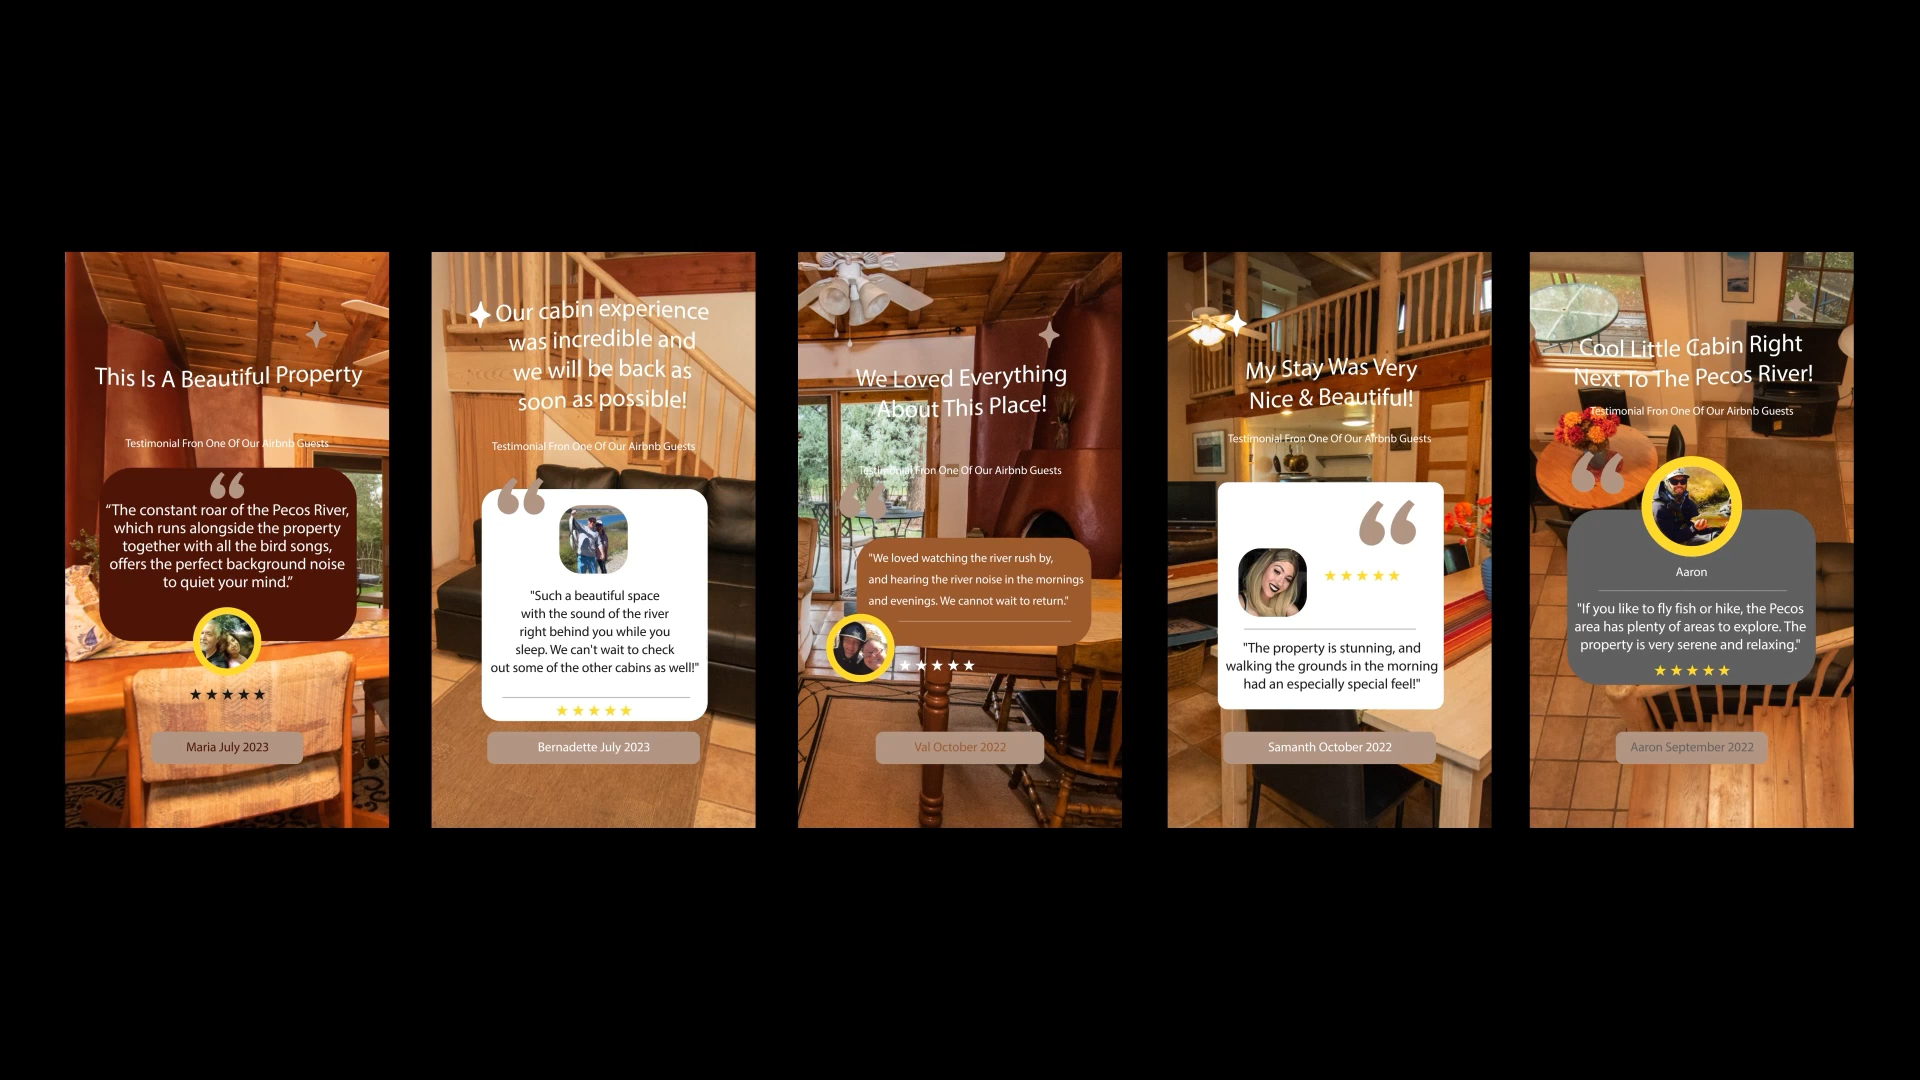 This Is A Beautiful Property
Testimonial Fron One Of Our Airbnb Guests
“The constant roar of the Pecos River,
which runs alongside the property
together with all the bird songs,
offers the perfect background noise
to quiet your mind.”
Maria July 2023
Our cabin experience
was incredible and
we will be back as
soon as possible!
Testimonial Fron One Of Our Airbnb Guests
"Such a beautiful space
with the sound of the river
right behind you while you
sleep. We can't wait to check
out some of the other cabins as well!"
Bernadette July 2023
We Loved Everything
About This Place!
Testimonial Fron One Of Our Airbnb Guests
"We loved watching the river rush by,
and hearing the river noise in the mornings
and evenings. We cannot wait to return."
Val October 2022
My Stay Was Very
Nice & Beautiful!
Testimonial Fron One Of Our Airbnb Guests
"The property is stunning, and
walking the grounds in the morning
had an especially special feel!"
Samanth October 2022
Cool Little Cabin Right
Next To The Pecos River!
Testimonial Fron One Of Our Airbnb Guests
Aaron
"If you like to fly fish or hike, the Pecos
area has plenty of areas to explore. The
property is very serene and relaxing."
Aaron September 2022